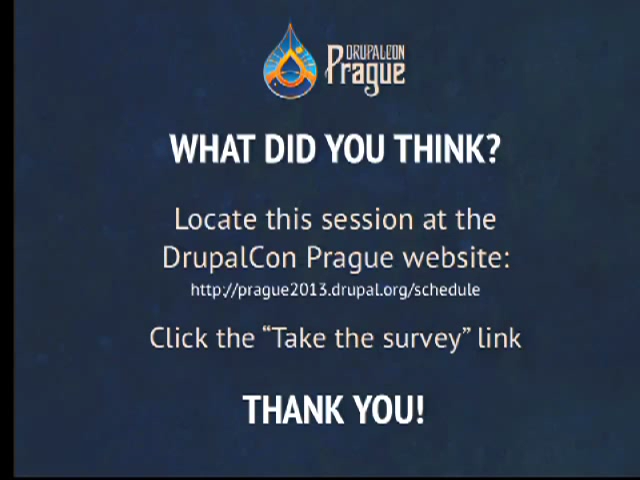 DRUPALCON
Prague
WHAT DID YOU THINK?
Locate this session at the
DrupalCon Prague website:
http://prague2013.drupal.org/schedule
Click the “Take the survey” link
THANK YOU!